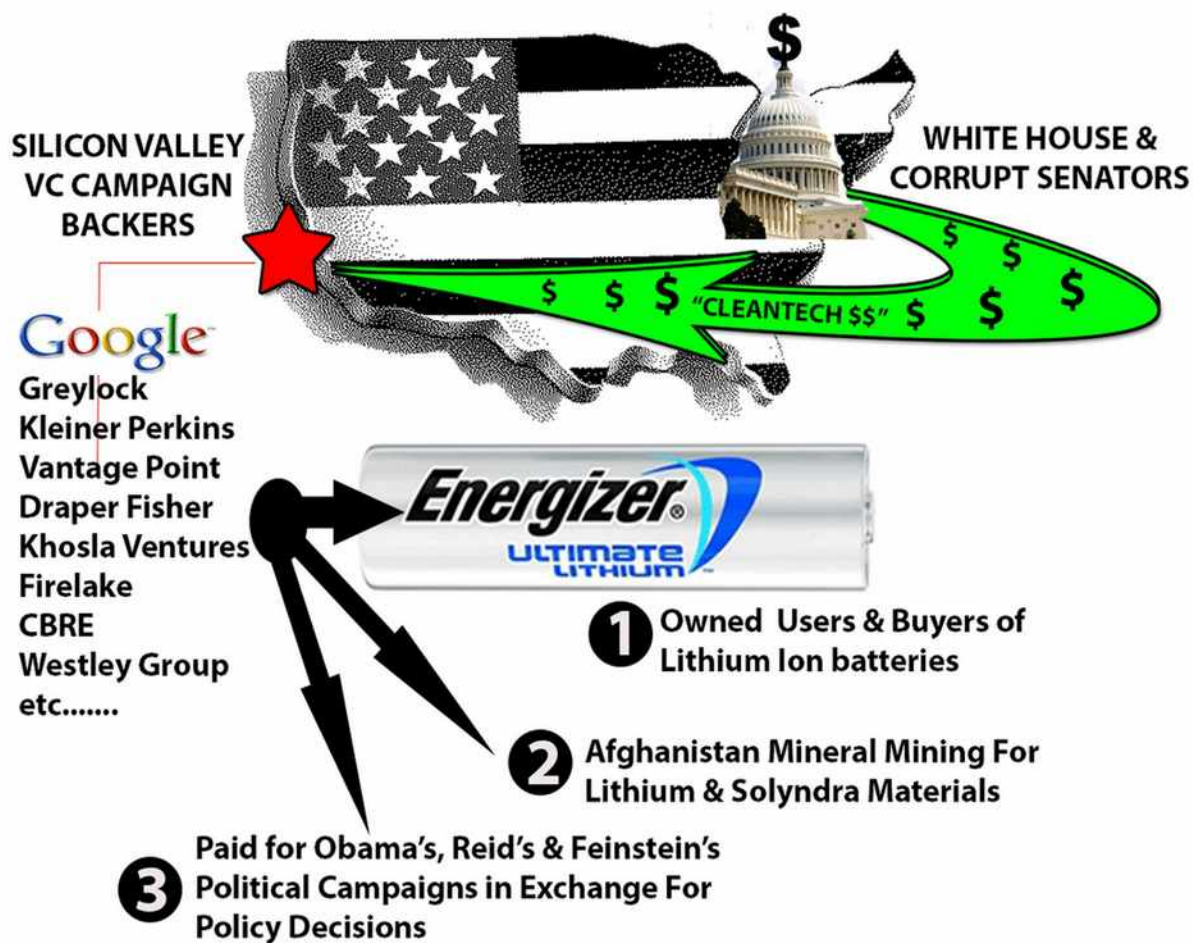 $
SILICON VALLEY
VC CAMPAIGN
BACKERS
WHITE HOUSE &
CORRUPT SENATORS
$ $ $ "CLEANTECH $$" $ $ $ $ $
Google™
Greylock
Kleiner Perkins
Vantage Point
Draper Fisher
Khosla Ventures
Firelake
CBRE
Westley Group
etc.......
Energizer®
ULTIMATE
LITHIUM™
1 Owned Users & Buyers of
Lithium Ion batteries
2 Afghanistan Mineral Mining For
Lithium & Solyndra Materials
3 Paid for Obama's, Reid's & Feinstein's
Political Campaigns in Exchange For
Policy Decisions